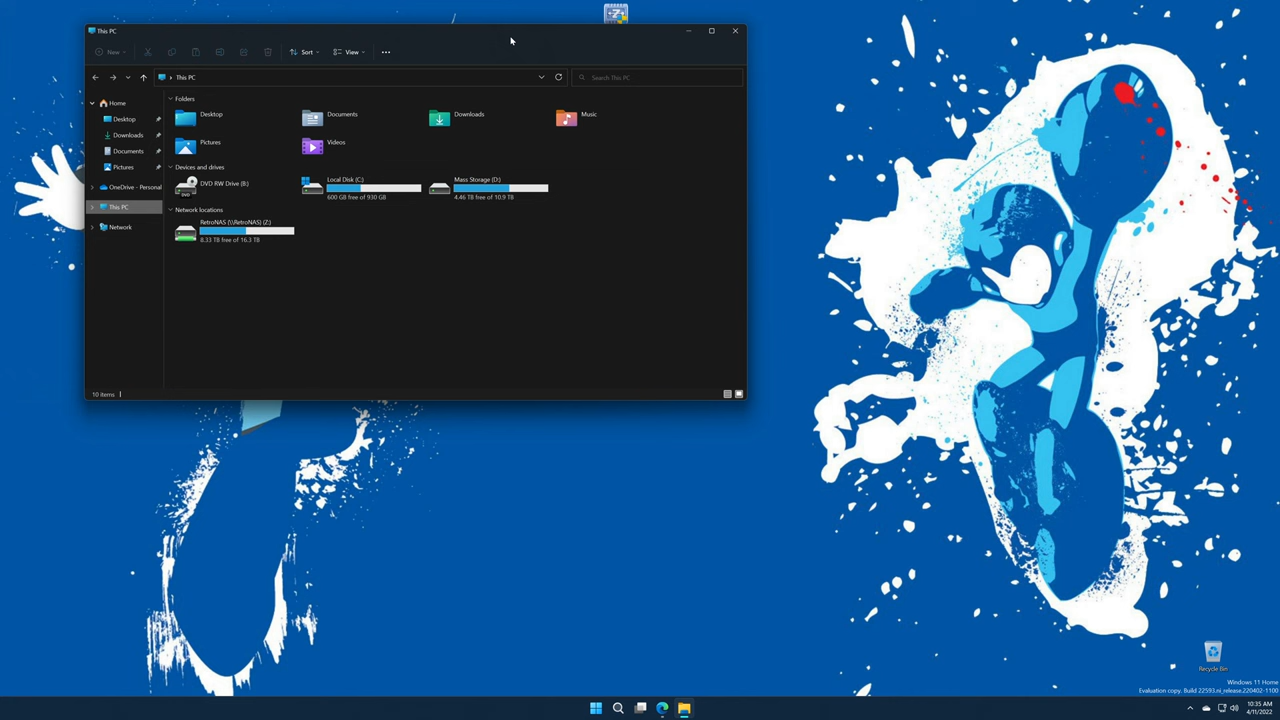 This PC
New
Sort
View
This PC
Search This PC
Home
Desktop
Downloads
Documents
Pictures
OneDrive - Personal
This PC
Network
Folders
Desktop
Documents
Downloads
Music
Pictures
Videos
Devices and drives
DVD RW Drive (B:)
DVD
Local Disk (C:)
600 GB free of 930 GB
Mass Storage (D:)
4.46 TB free of 10.9 TB
Network locations
RetroNAS (\\RetroNAS) (Z:)
8.33 TB free of 16.3 TB
10 items
Recycle Bin
Windows 11 Home
Evaluation copy. Build 22593.ni_release.220402-1100
10:35 AM
4/11/2022